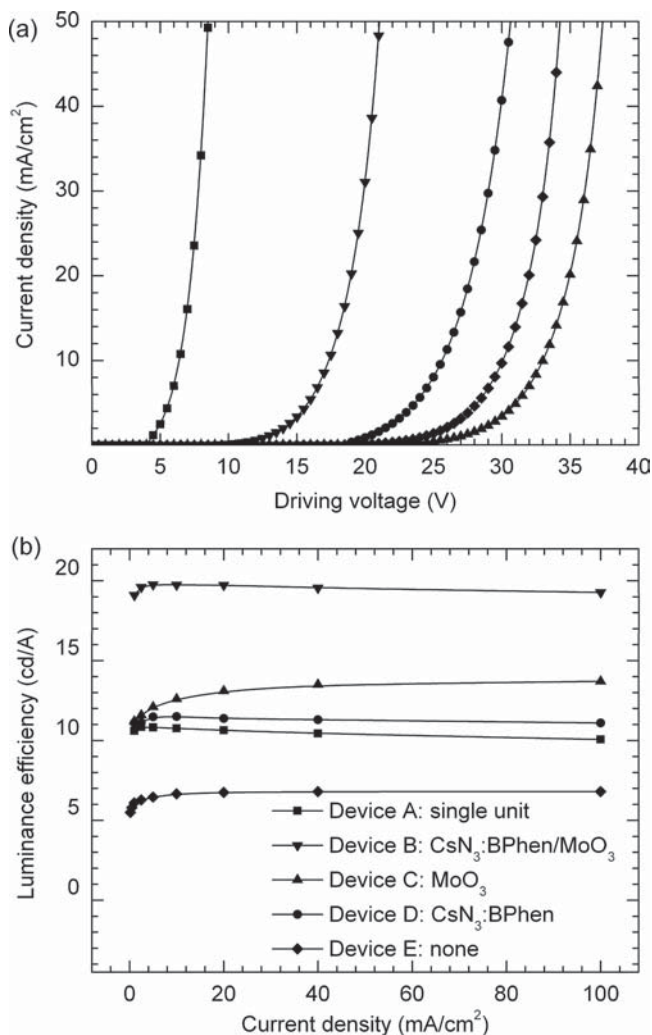 (a)
50
40
30
20
10
Current density (mA/cm²)
0 5 10 15 20 25 30 35 40
Driving voltage (V)
(b)
20
15
10
5
0
Luminance efficiency (cd/A)
Device A: single unit
Device B: CsN₃:BPhen/MoO₃
Device C: MoO₃
Device D: CsN₃:BPhen
Device E: none
0 20 40 60 80 100
Current density (mA/cm²)